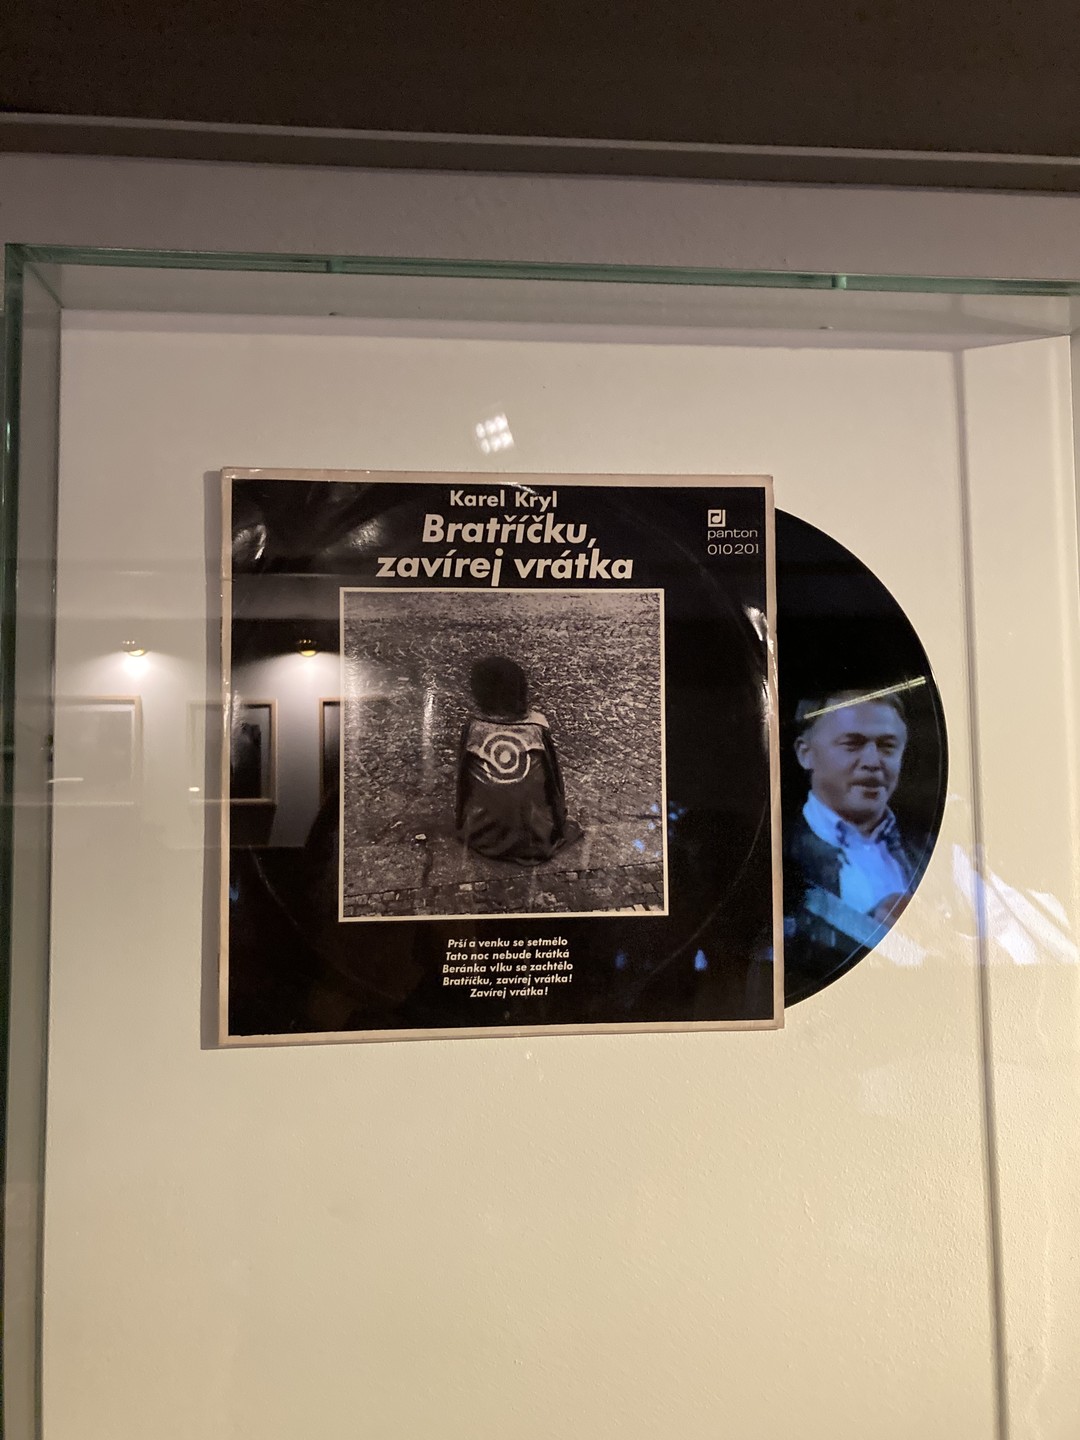 Karel Kryl
Bratříčku,
zavírej vrátka
panton
010201
Prší a venku se setmělo
Tato noc nebude krátká
Beránka vlku se zachtělo
Bratříčku, zavírej vrátka!
Zavírej vrátka!